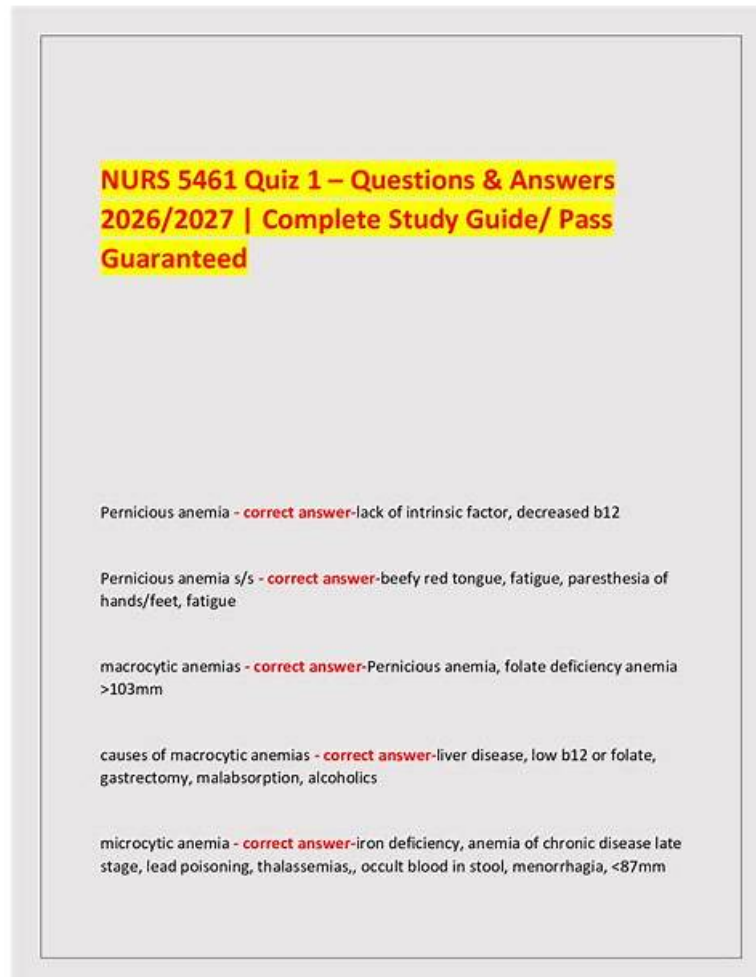 NURS 5461 Quiz 1 – Questions & Answers
2026/2027 | Complete Study Guide/ Pass
Guaranteed
Pernicious anemia - correct answer-lack of intrinsic factor, decreased b12
Pernicious anemia s/s - correct answer-beefy red tongue, fatigue, paresthesia of
hands/feet, fatigue
macrocytic anemias - correct answer-Pernicious anemia, folate deficiency anemia
>103mm
causes of macrocytic anemias - correct answer-liver disease, low b12 or folate,
gastrectomy, malabsorption, alcoholics
microcytic anemia - correct answer-iron deficiency, anemia of chronic disease late
stage, lead poisoning, thalassemias,, occult blood in stool, menorrhagia, <87mm